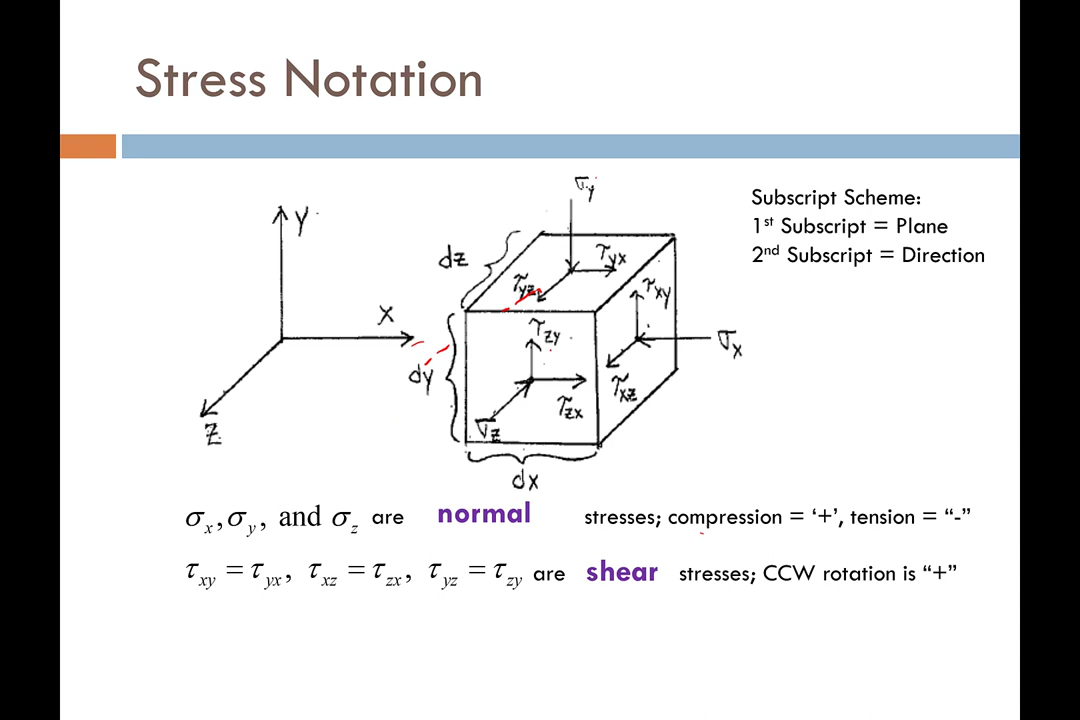 Stress Notation
Subscript Scheme:
1st Subscript = Plane
2nd Subscript = Direction
Y
X
Z
dz
dy
dx
σy
τyx
τyz
τxy
σx
τxz
τzy
τzx
σz
σx, σy, and σz are normal stresses; compression = ‘+’, tension = “-”
τxy = τyx, τxz = τzx, τyz = τzy are shear stresses; CCW rotation is “+”